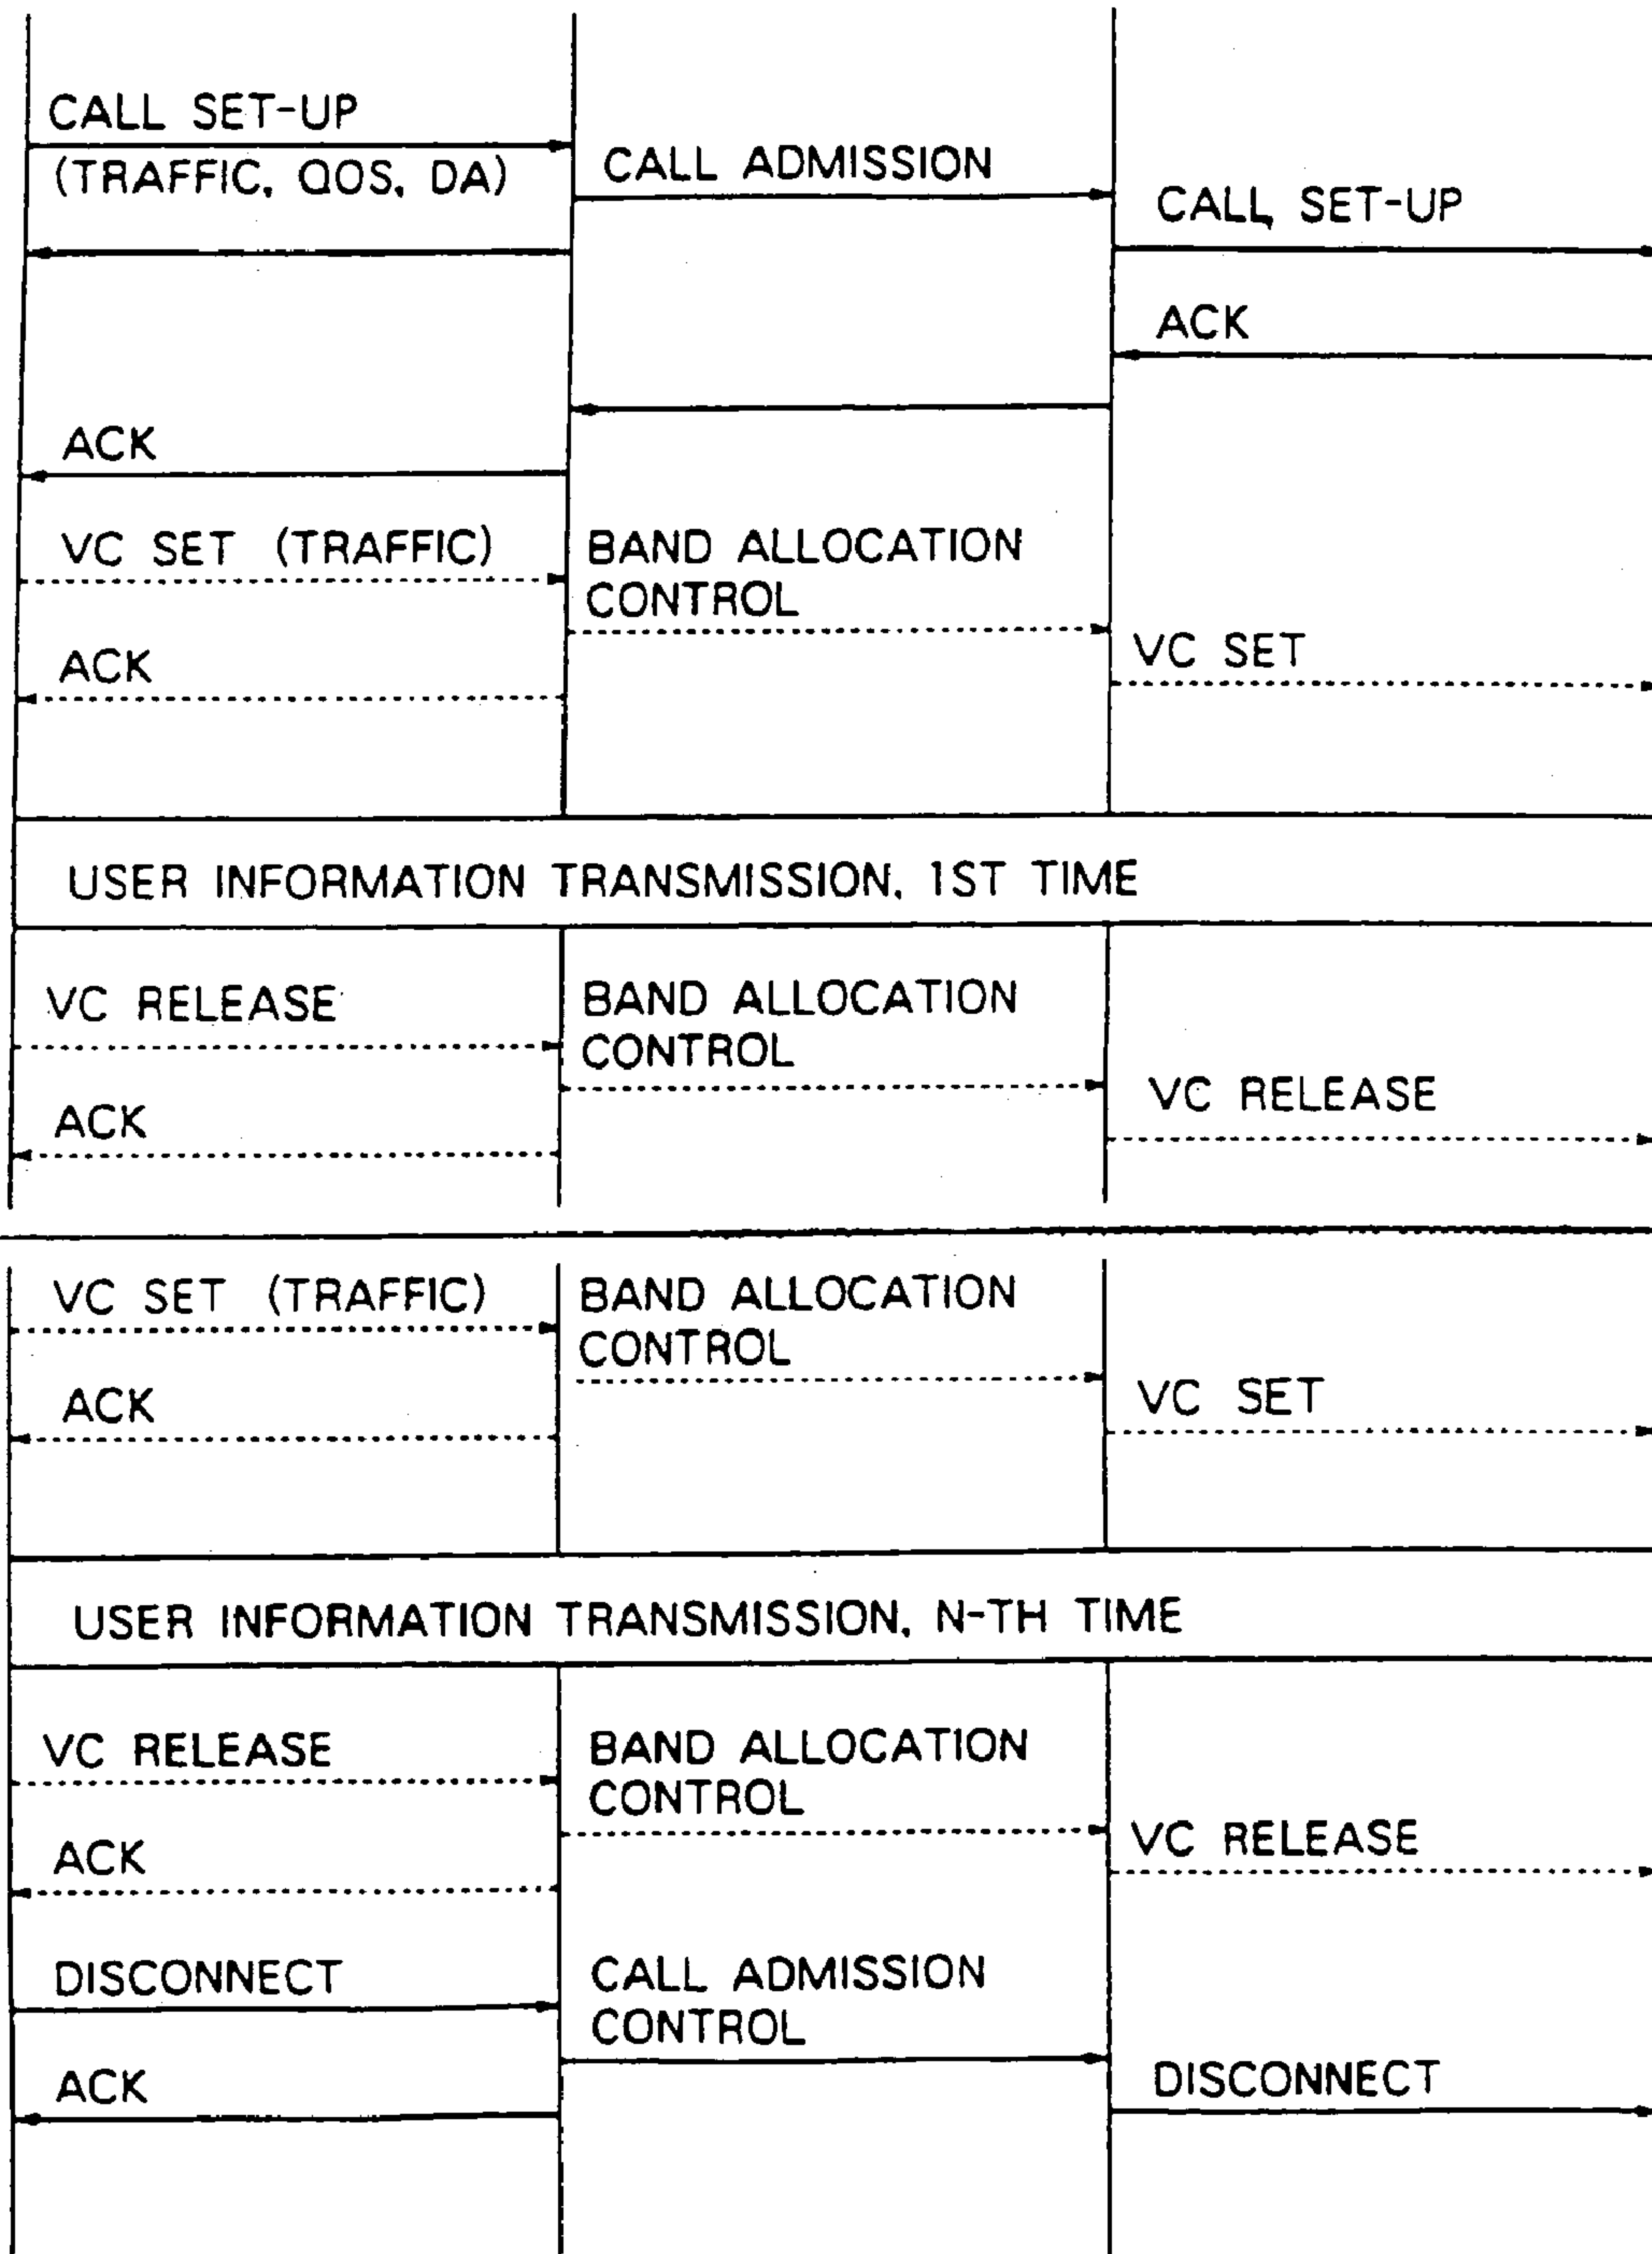 CALL SET-UP
(TRAFFIC, QOS, DA)
CALL ADMISSION
CALL SET-UP
ACK
ACK
VC SET (TRAFFIC)
BAND ALLOCATION
CONTROL
VC SET
ACK
USER INFORMATION TRANSMISSION, 1ST TIME
VC RELEASE
BAND ALLOCATION
CONTROL
VC RELEASE
ACK
VC SET (TRAFFIC)
BAND ALLOCATION
CONTROL
VC SET
ACK
USER INFORMATION TRANSMISSION, N-TH TIME
VC RELEASE
BAND ALLOCATION
CONTROL
VC RELEASE
ACK
DISCONNECT
CALL ADMISSION
CONTROL
DISCONNECT
ACK